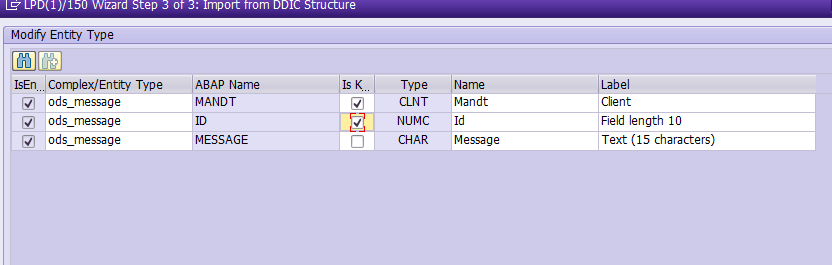 LPD(1)/150 Wizard Step 3 of 3: Import from DDIC Structure
Modify Entity Type
IsEn... Complex/Entity Type ABAP Name Is K... Type Name Label
ods_message MANDT CLNT Mandt Client
ods_message ID NUMC Id Field length 10
ods_message MESSAGE CHAR Message Text (15 characters)